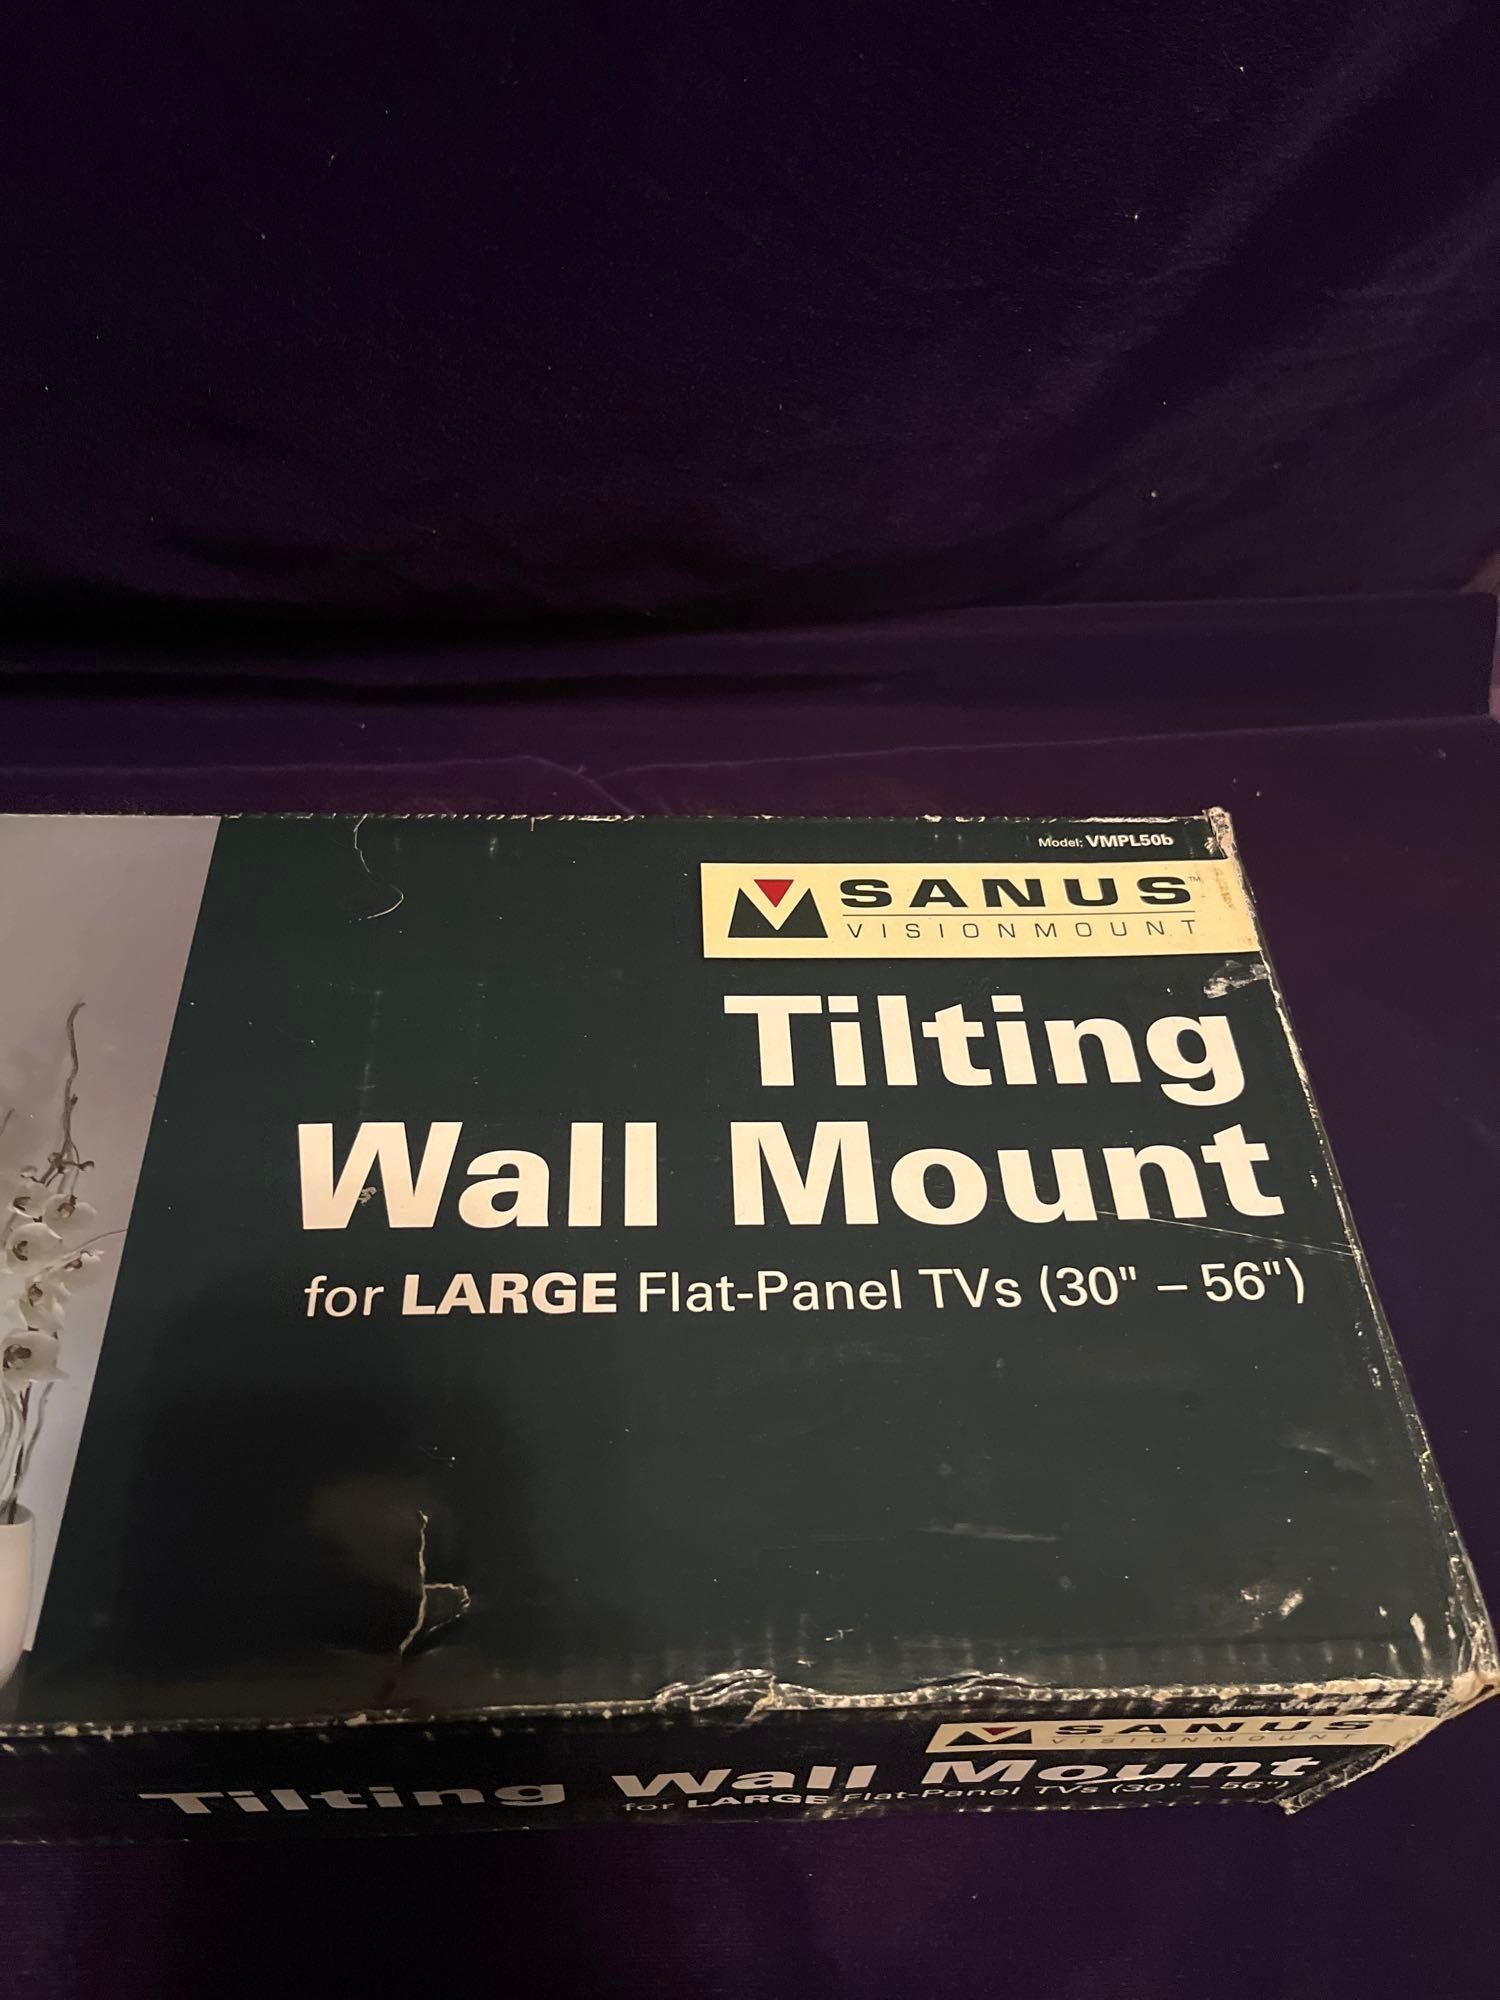 Model: VMPL50b
SANUS™
VISIONMOUNT
Tilting
Wall Mount
for LARGE Flat-Panel TVs (30" – 56")
SANUS
VISIONMOUNT
Tilting Wall Mount
for LARGE Flat-Panel TVs (30" – 56")